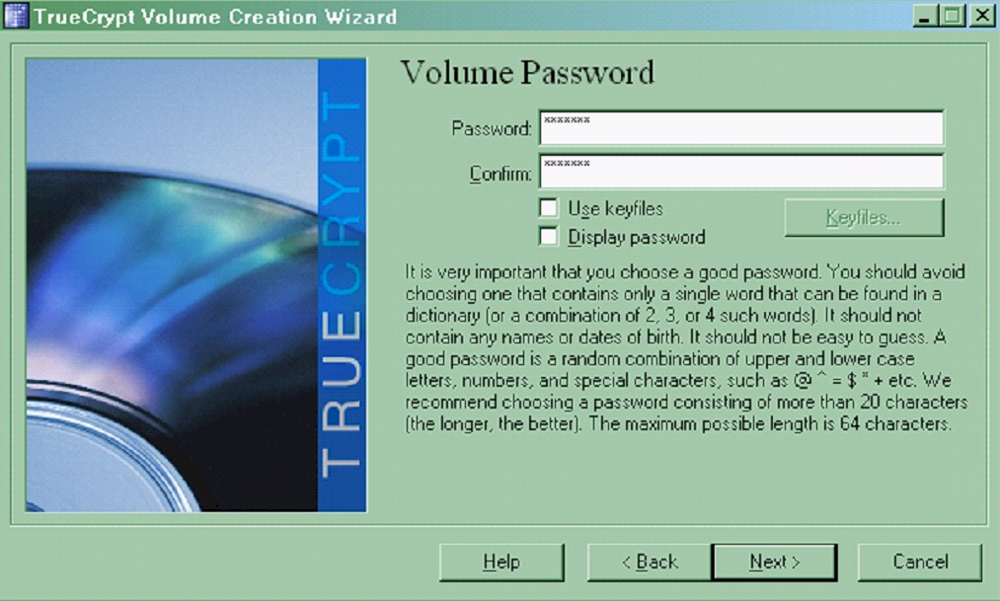 TrueCrypt Volume Creation Wizard
TRUECRYPT
Volume Password
Password: *******
Confirm: *******
Use keyfiles
Keyfiles...
Display password
It is very important that you choose a good password. You should avoid
choosing one that contains only a single word that can be found in a
dictionary (or a combination of 2, 3, or 4 such words). It should not
contain any names or dates of birth. It should not be easy to guess. A
good password is a random combination of upper and lower case
letters, numbers, and special characters, such as @ ^ = $ * + etc. We
recommend choosing a password consisting of more than 20 characters
(the longer, the better). The maximum possible length is 64 characters.
Help
< Back
Next >
Cancel